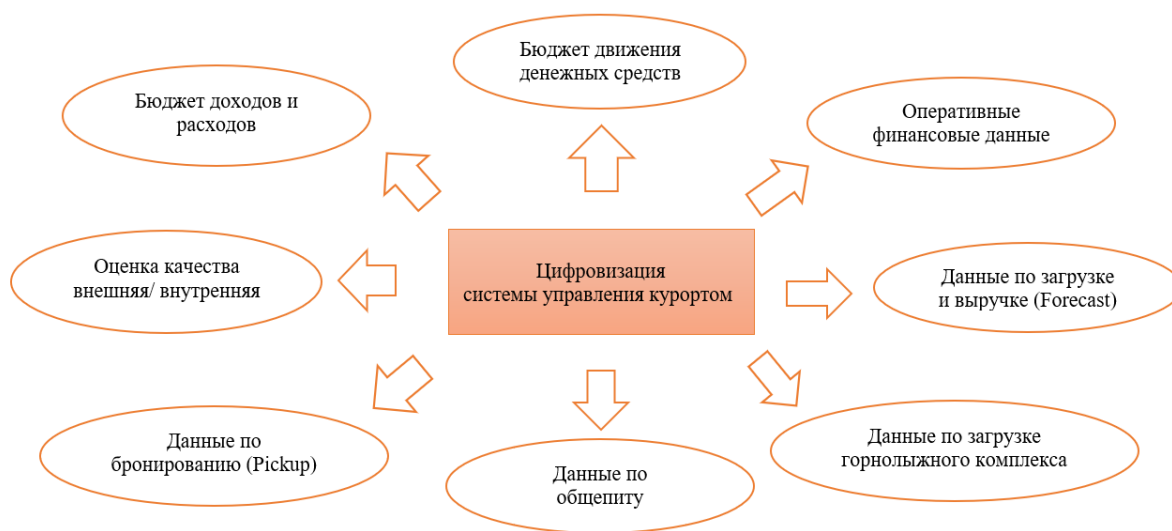 Бюджет движения
денежных средств
Бюджет доходов и
расходов
Оперативные
финансовые данные
Оценка качества
внешняя/ внутренняя
Цифровизация
системы управления курортом
Данные по загрузке
и выручке (Forecast)
Данные по
бронированию (Pickup)
Данные по
общепиту
Данные по загрузке
горнолыжного комплекса